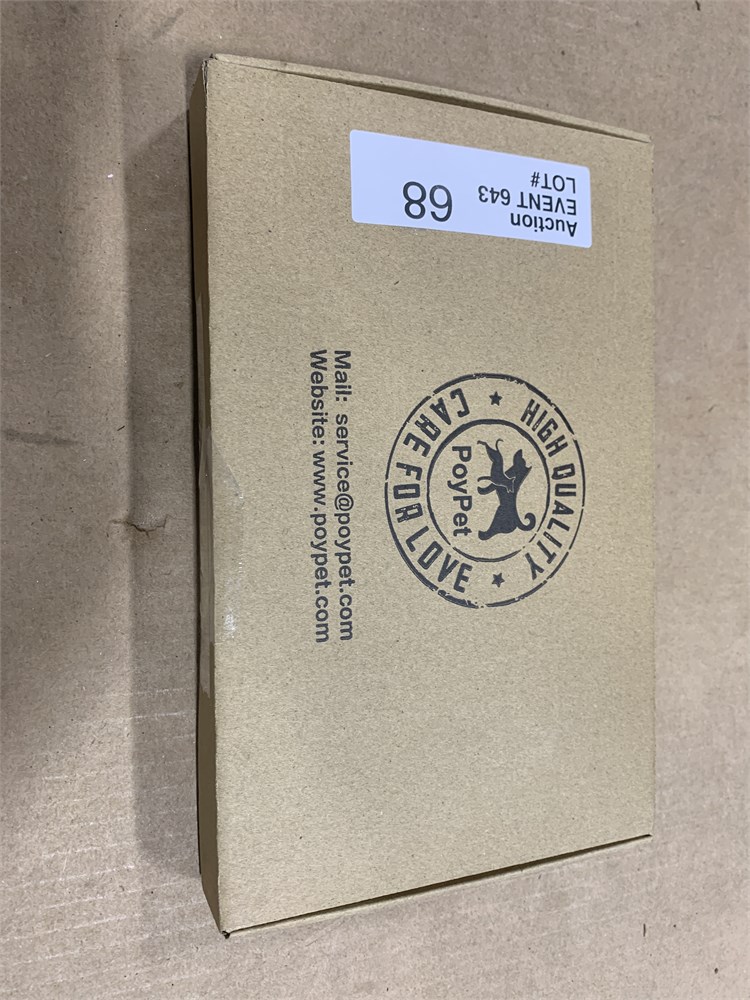 Auction
EVENT 643
LOT#
68
HIGH QUALITY
PoyPet
CARE FOR LOVE
Mail: service@poypet.com
Website: www.poypet.com